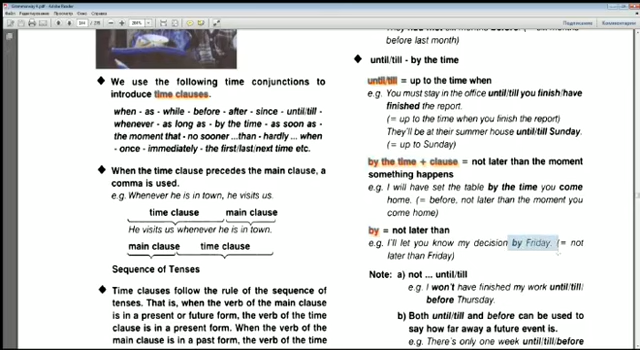 Grammarway 4.pdf - Adobe Reader
We use the following time conjunctions to
introduce time clauses.
when - as - while - before - after - since - until/till -
whenever - as long as - by the time - as soon as -
the moment that - no sooner ...than - hardly ... when
- once - immediately - the first/last/next time etc.
When the time clause precedes the main clause, a
comma is used.
e.g. Whenever he is in town, he visits us.
time clause main clause
He visits us whenever he is in town.
main clause time clause
Sequence of Tenses
Time clauses follow the rule of the sequence of
tenses. That is, when the verb of the main clause
is in a present or future form, the verb of the time
clause is in a present form. When the verb of the
main clause is in a past form, the verb of the time
before last month)
until/till - by the time
until/till = up to the time when
e.g. You must stay in the office until/till you finish/have
finished the report.
(= up to the time when you finish the report)
They'll be at their summer house until/till Sunday.
(= up to Sunday)
by the time + clause = not later than the moment
something happens
e.g. I will have set the table by the time you come
home. (= before, not later than the moment you
come home)
by = not later than
e.g. I'll let you know my decision by Friday. (= not
later than Friday)
Note: a) not ... until/till
e.g. I won't have finished my work until/till/
before Thursday.
b) Both until/till and before can be used to
say how far away a future event is.
e.g. There's only one week until/till/before